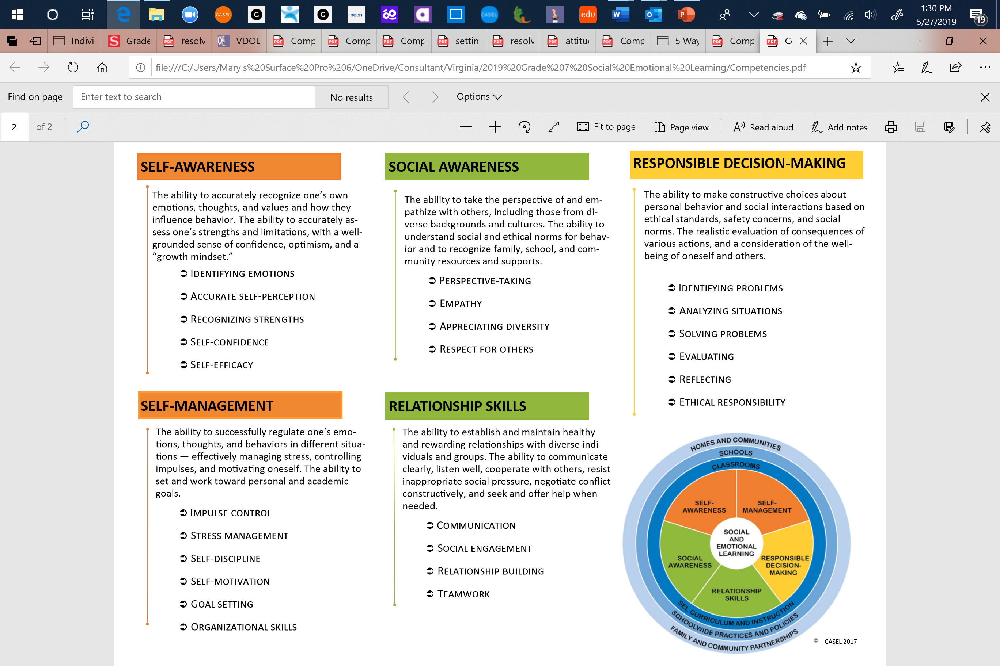 CASEL
G
G
necn
CASEL
edu
W
O
P
1:30 PM
5/27/2019
19
Indivi
S Grade
PDF resolv
VDOE
PDF Comp
PDF Comp
PDF Comp
PDF settin
PDF resolv
PDF attitu
PDF Comp
5 Way
PDF Comp
PDF C
file:///C:/Users/Mary's%20Surface%20Pro%206/OneDrive/Consultant/Virginia/2019%20Grade%207%20Social%20Emotional%20Learning/Competencies.pdf
Find on page
Enter text to search
No results
Options
2 of 2
Fit to page
Page view
Read aloud
Add notes
SELF-AWARENESS
The ability to accurately recognize one’s own
emotions, thoughts, and values and how they
influence behavior. The ability to accurately as-
sess one’s strengths and limitations, with a well-
grounded sense of confidence, optimism, and a
“growth mindset.”
➲ IDENTIFYING EMOTIONS
➲ ACCURATE SELF-PERCEPTION
➲ RECOGNIZING STRENGTHS
➲ SELF-CONFIDENCE
➲ SELF-EFFICACY
SELF-MANAGEMENT
The ability to successfully regulate one’s emo-
tions, thoughts, and behaviors in different situa-
tions — effectively managing stress, controlling
impulses, and motivating oneself. The ability to
set and work toward personal and academic
goals.
➲ IMPULSE CONTROL
➲ STRESS MANAGEMENT
➲ SELF-DISCIPLINE
➲ SELF-MOTIVATION
➲ GOAL SETTING
➲ ORGANIZATIONAL SKILLS
SOCIAL AWARENESS
The ability to take the perspective of and em-
pathize with others, including those from di-
verse backgrounds and cultures. The ability to
understand social and ethical norms for behav-
ior and to recognize family, school, and com-
munity resources and supports.
➲ PERSPECTIVE-TAKING
➲ EMPATHY
➲ APPRECIATING DIVERSITY
➲ RESPECT FOR OTHERS
RELATIONSHIP SKILLS
The ability to establish and maintain healthy
and rewarding relationships with diverse indi-
viduals and groups. The ability to communicate
clearly, listen well, cooperate with others, resist
inappropriate social pressure, negotiate conflict
constructively, and seek and offer help when
needed.
➲ COMMUNICATION
➲ SOCIAL ENGAGEMENT
➲ RELATIONSHIP BUILDING
➲ TEAMWORK
RESPONSIBLE DECISION-MAKING
The ability to make constructive choices about
personal behavior and social interactions based on
ethical standards, safety concerns, and social
norms. The realistic evaluation of consequences of
various actions, and a consideration of the well-
being of oneself and others.
➲ IDENTIFYING PROBLEMS
➲ ANALYZING SITUATIONS
➲ SOLVING PROBLEMS
➲ EVALUATING
➲ REFLECTING
➲ ETHICAL RESPONSIBILITY
HOMES AND COMMUNITIES
SCHOOLS
CLASSROOMS
SELF-
AWARENESS
SELF-
MANAGEMENT
SOCIAL
AND
EMOTIONAL
LEARNING
SOCIAL
AWARENESS
RESPONSIBLE
DECISION-
MAKING
RELATIONSHIP
SKILLS
SEL CURRICULUM AND INSTRUCTION
SCHOOLWIDE PRACTICES AND POLICIES
FAMILY AND COMMUNITY PARTNERSHIPS
© CASEL 2017